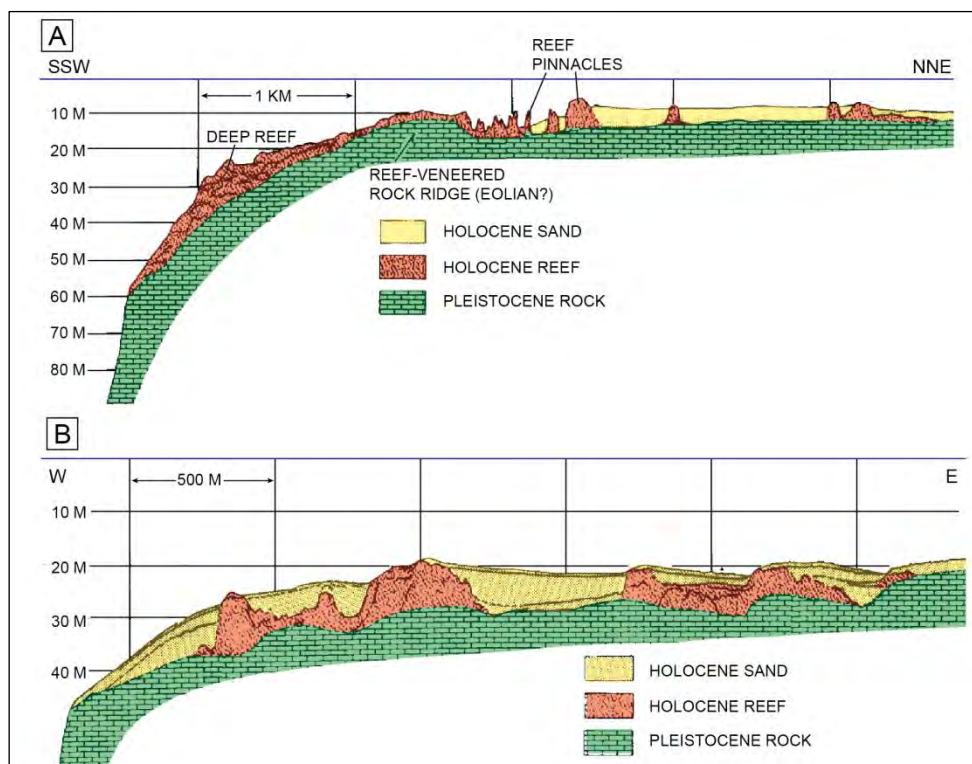 A
SSW
REEF
PINNACLES
NNE
1 KM
10 M
DEEP REEF
20 M
REEF-VENEERED
ROCK RIDGE (EOLIAN?)
30 M
HOLOCENE SAND
40 M
HOLOCENE REEF
50 M
PLEISTOCENE ROCK
60 M
70 M
80 M
B
W
E
500 M
10 M
20 M
30 M
40 M
HOLOCENE SAND
HOLOCENE REEF
PLEISTOCENE ROCK